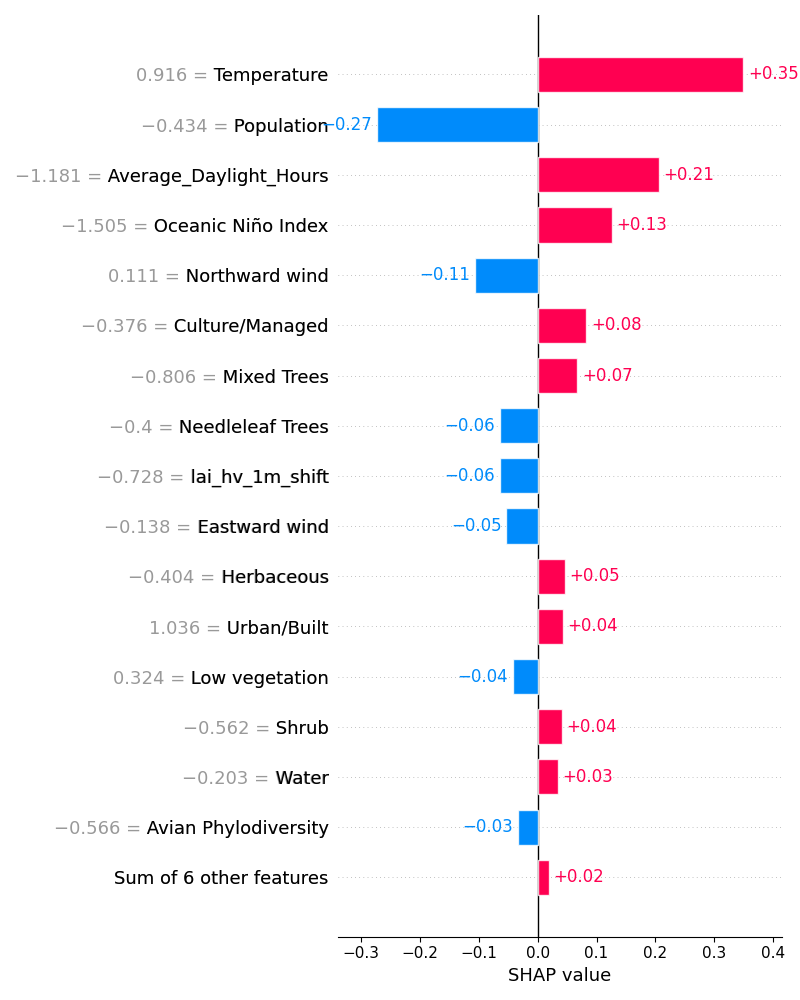 0.916 = Temperature +0.35
−0.434 = Population −0.27
−1.181 = Average_Daylight_Hours +0.21
−1.505 = Oceanic Niño Index +0.13
0.111 = Northward wind −0.11
−0.376 = Culture/Managed +0.08
−0.806 = Mixed Trees +0.07
−0.4 = Needleleaf Trees −0.06
−0.728 = lai_hv_1m_shift −0.06
−0.138 = Eastward wind −0.05
−0.404 = Herbaceous +0.05
1.036 = Urban/Built +0.04
0.324 = Low vegetation −0.04
−0.562 = Shrub +0.04
−0.203 = Water +0.03
−0.566 = Avian Phylodiversity −0.03
Sum of 6 other features +0.02
−0.3 −0.2 −0.1 0.0 0.1 0.2 0.3 0.4
SHAP value